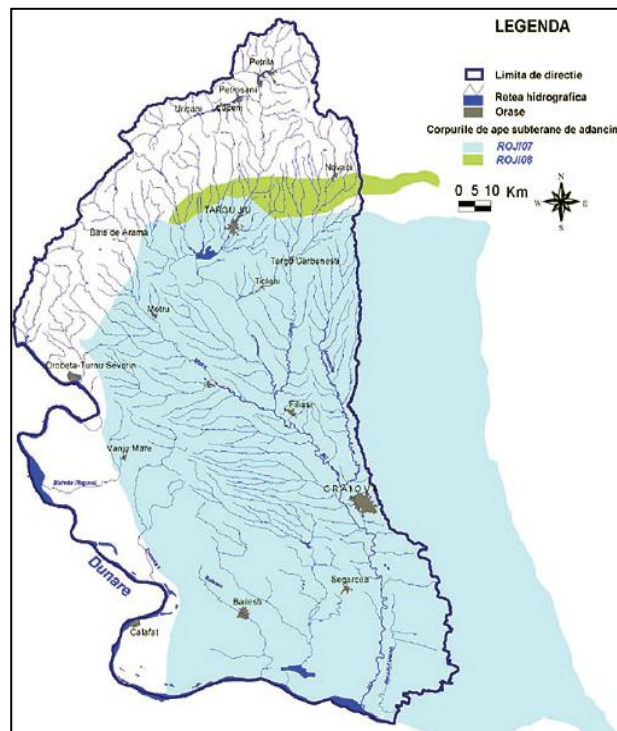 LEGENDA
Limita de directie
Retea hidrografica
Orase
Corpurile de ape subterane de adancime
ROJI07
ROJI08
0 5 10 Km
N
W E
S
Petrila
Petrosani
Uricani Lupeni
Novaci
TARGU JIU
Baia de Arama
Targu Carbunesti
Ticleni
Motru
Drobeta-Turnu Severin
Filiasi
Vanju Mare
CRAIOVA
Dunare
Segarcea
Bailesti
Calafat